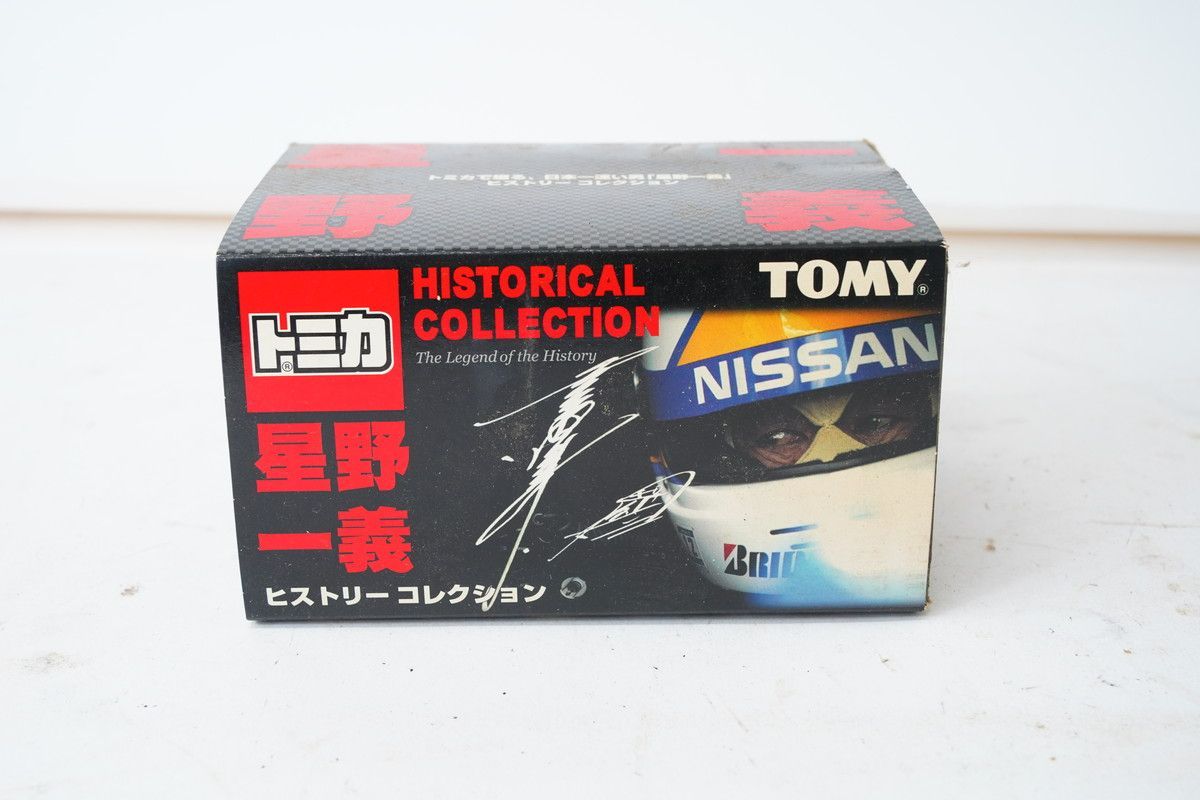 野
義
トミカで綴る、日本一速い男「星野一義」
ヒストリー コレクション
トミカ®
HISTORICAL
COLLECTION
The Legend of the History
TOMY®
NISSAN
星野
一義
ヒストリー コレクション